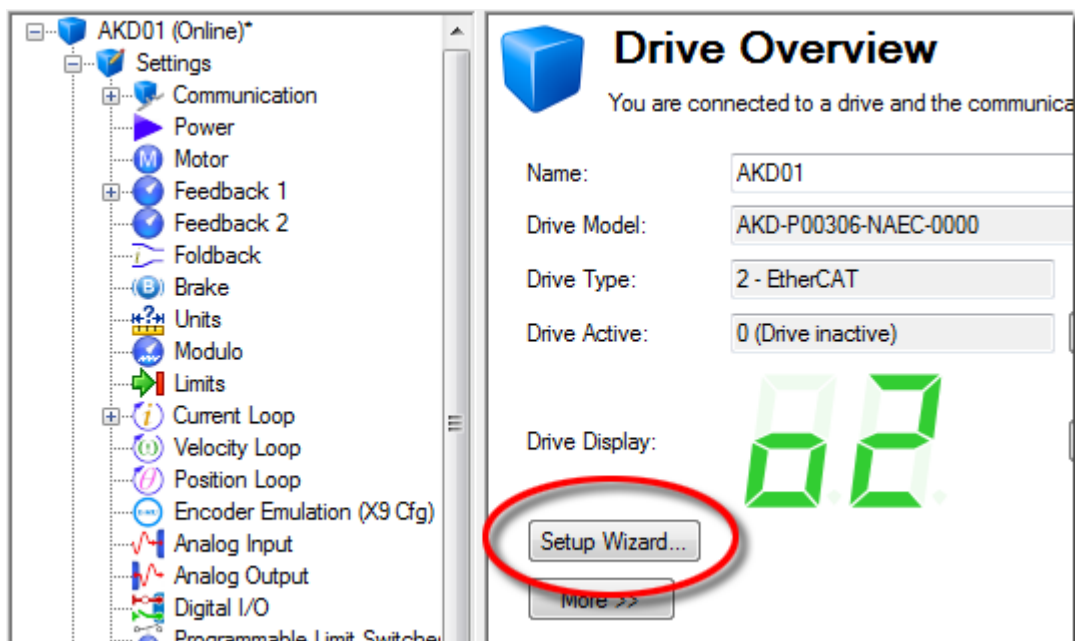 AKD01 (Online)*
Settings
Communication
Power
Motor
Feedback 1
Feedback 2
Foldback
Brake
Units
Modulo
Limits
Current Loop
Velocity Loop
Position Loop
Encoder Emulation (X9 Cfg)
Analog Input
Analog Output
Digital I/O
Programmable Limit Switche
Drive Overview
You are connected to a drive and the communica
Name: AKD01
Drive Model: AKD-P00306-NAEC-0000
Drive Type: 2 - EtherCAT
Drive Active: 0 (Drive inactive)
Drive Display: o2
Setup Wizard...
More >>